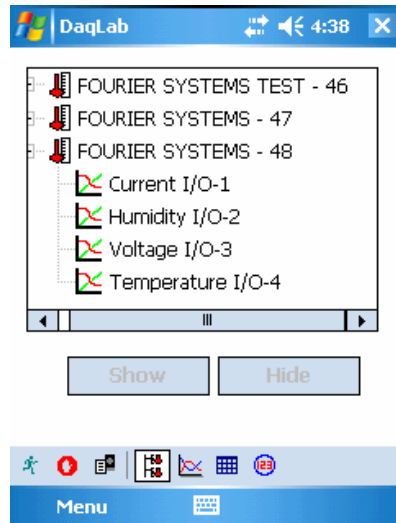 DaqLab 4:38
FOURIER SYSTEMS TEST - 46
FOURIER SYSTEMS - 47
FOURIER SYSTEMS - 48
Current I/O-1
Humidity I/O-2
Voltage I/O-3
Temperature I/O-4
Show Hide
123
Menu